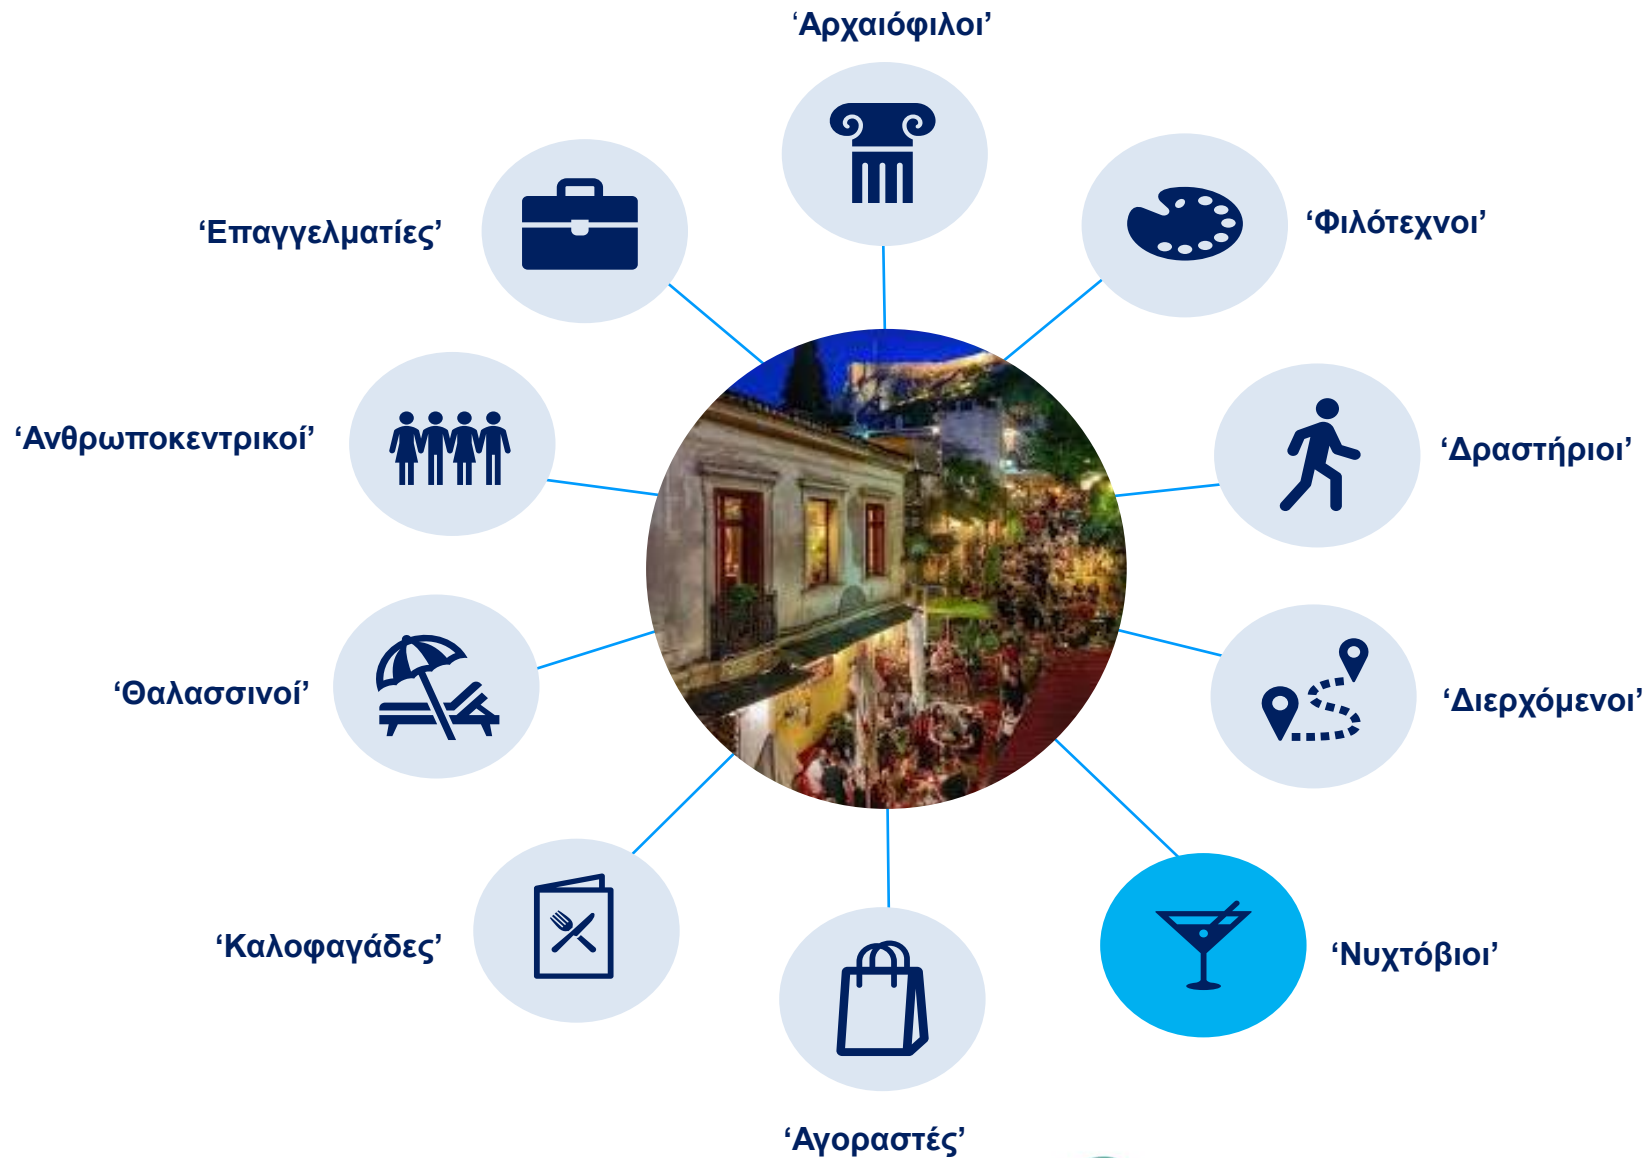 ‘Αρχαιόφιλοι’
‘Επαγγελματίες’
‘Φιλότεχνοι’
‘Ανθρωποκεντρικοί’
‘Δραστήριοι’
‘Θαλασσινοί’
‘Διερχόμενοι’
‘Καλοφαγάδες’
‘Νυχτόβιοι’
‘Αγοραστές’